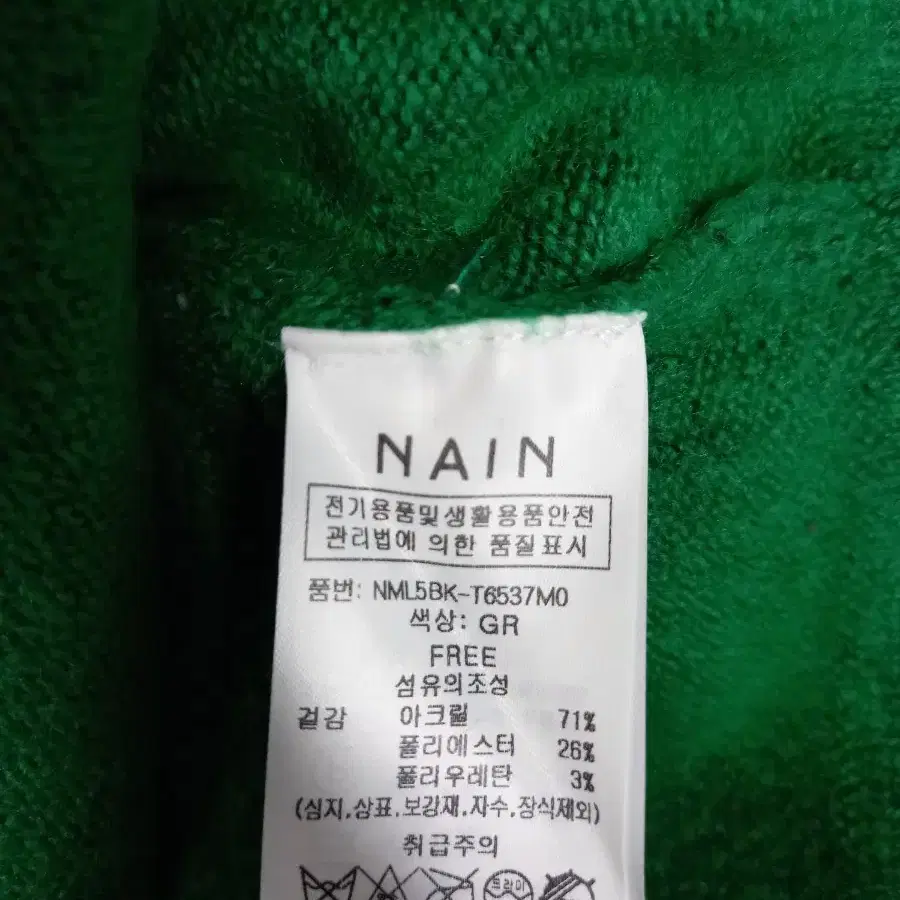 NAIN
전기용품및생활용품안전
관리법에 의한 품질표시
품번: NML5BK-T6537M0
색상: GR
FREE
섬유의조성
겉감 아크릴 71%
폴리에스터 26%
폴리우레탄 3%
(심지,상표,보강재,자수,장식제외)
취급주의
드라이